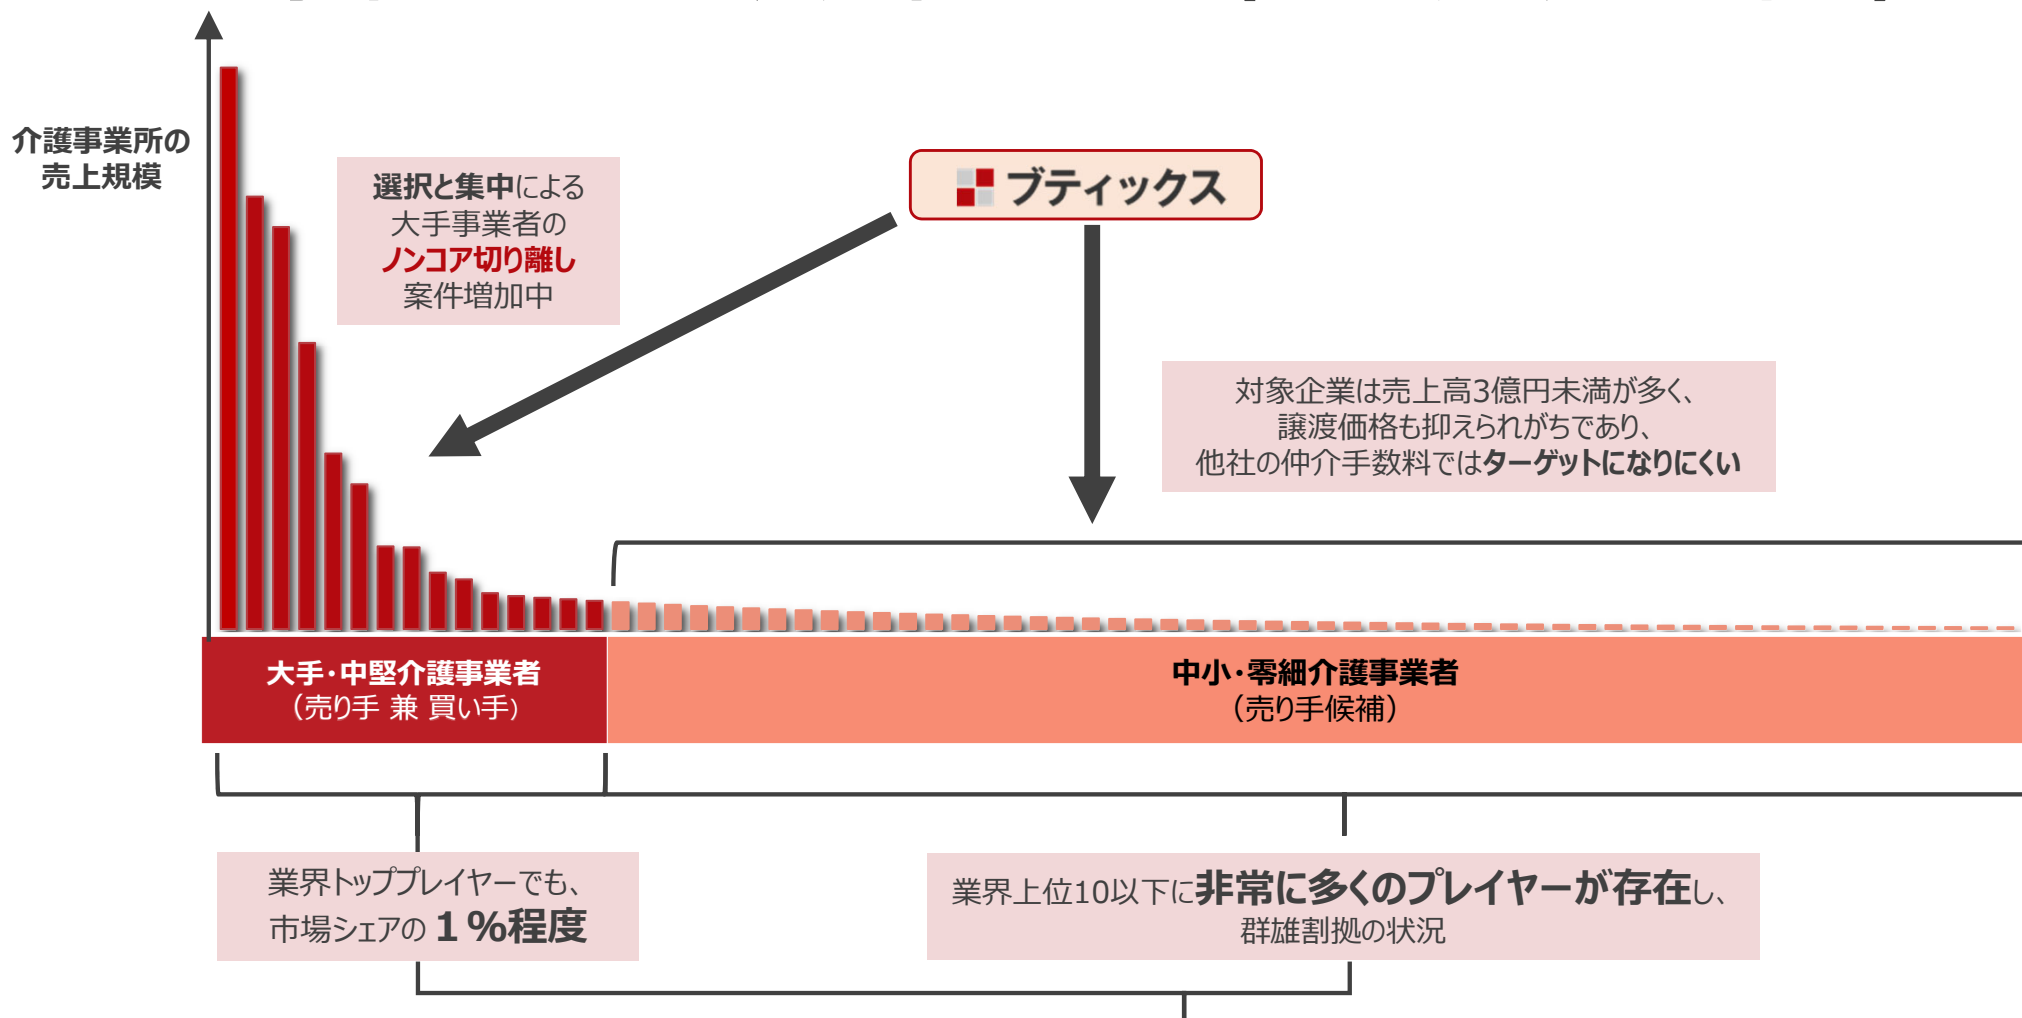 介護事業所の
売上規模
選択と集中による
大手事業者の
ノンコア切り離し
案件増加中
ブティックス
対象企業は売上高3億円未満が多く、
譲渡価格も抑えられがちであり、
他社の仲介手数料ではターゲットになりにくい
大手・中堅介護事業者
（売り手 兼 買い手）
中小・零細介護事業者
（売り手候補）
業界トッププレイヤーでも、
市場シェアの１%程度
業界上位10以下に非常に多くのプレイヤーが存在し、
群雄割拠の状況